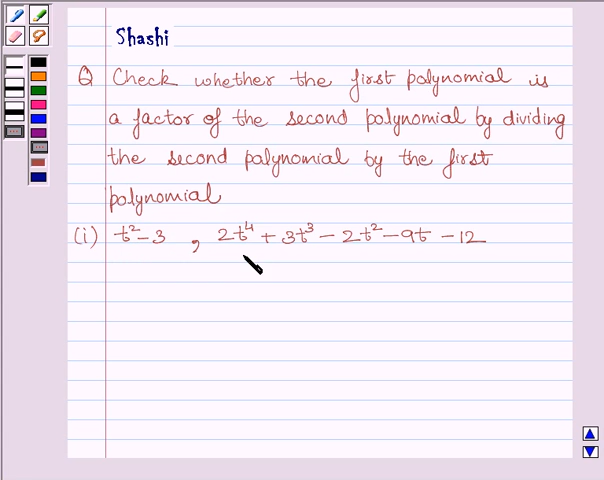 Shashi
Q Check whether the first polynomial is
a factor of the second polynomial by dividing
the second polynomial by the first
polynomial
(i) t² - 3 , 2t⁴ + 3t³ - 2t² - 9t - 12